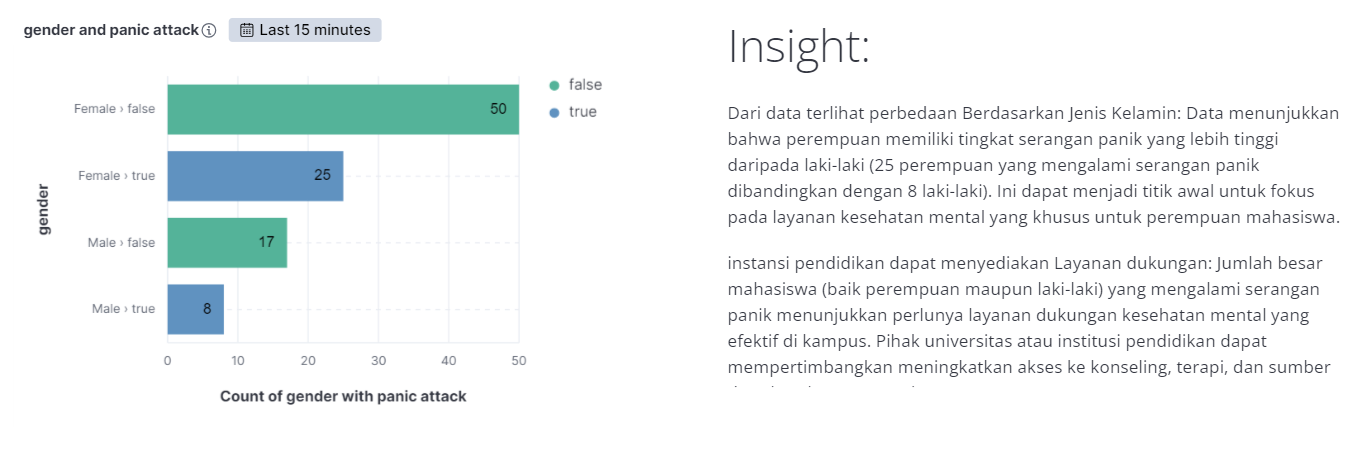 gender and panic attack
Last 15 minutes
false
true
Female › false
50
Female › true
25
Male › false
17
Male › true
8
gender
0 10 20 30 40 50
Count of gender with panic attack
Insight:
Dari data terlihat perbedaan Berdasarkan Jenis Kelamin: Data menunjukkan
bahwa perempuan memiliki tingkat serangan panik yang lebih tinggi
daripada laki-laki (25 perempuan yang mengalami serangan panik
dibandingkan dengan 8 laki-laki). Ini dapat menjadi titik awal untuk fokus
pada layanan kesehatan mental yang khusus untuk perempuan mahasiswa.
instansi pendidikan dapat menyediakan Layanan dukungan: Jumlah besar
mahasiswa (baik perempuan maupun laki-laki) yang mengalami serangan
panik menunjukkan perlunya layanan dukungan kesehatan mental yang
efektif di kampus. Pihak universitas atau institusi pendidikan dapat
mempertimbangkan meningkatkan akses ke konseling, terapi, dan sumber